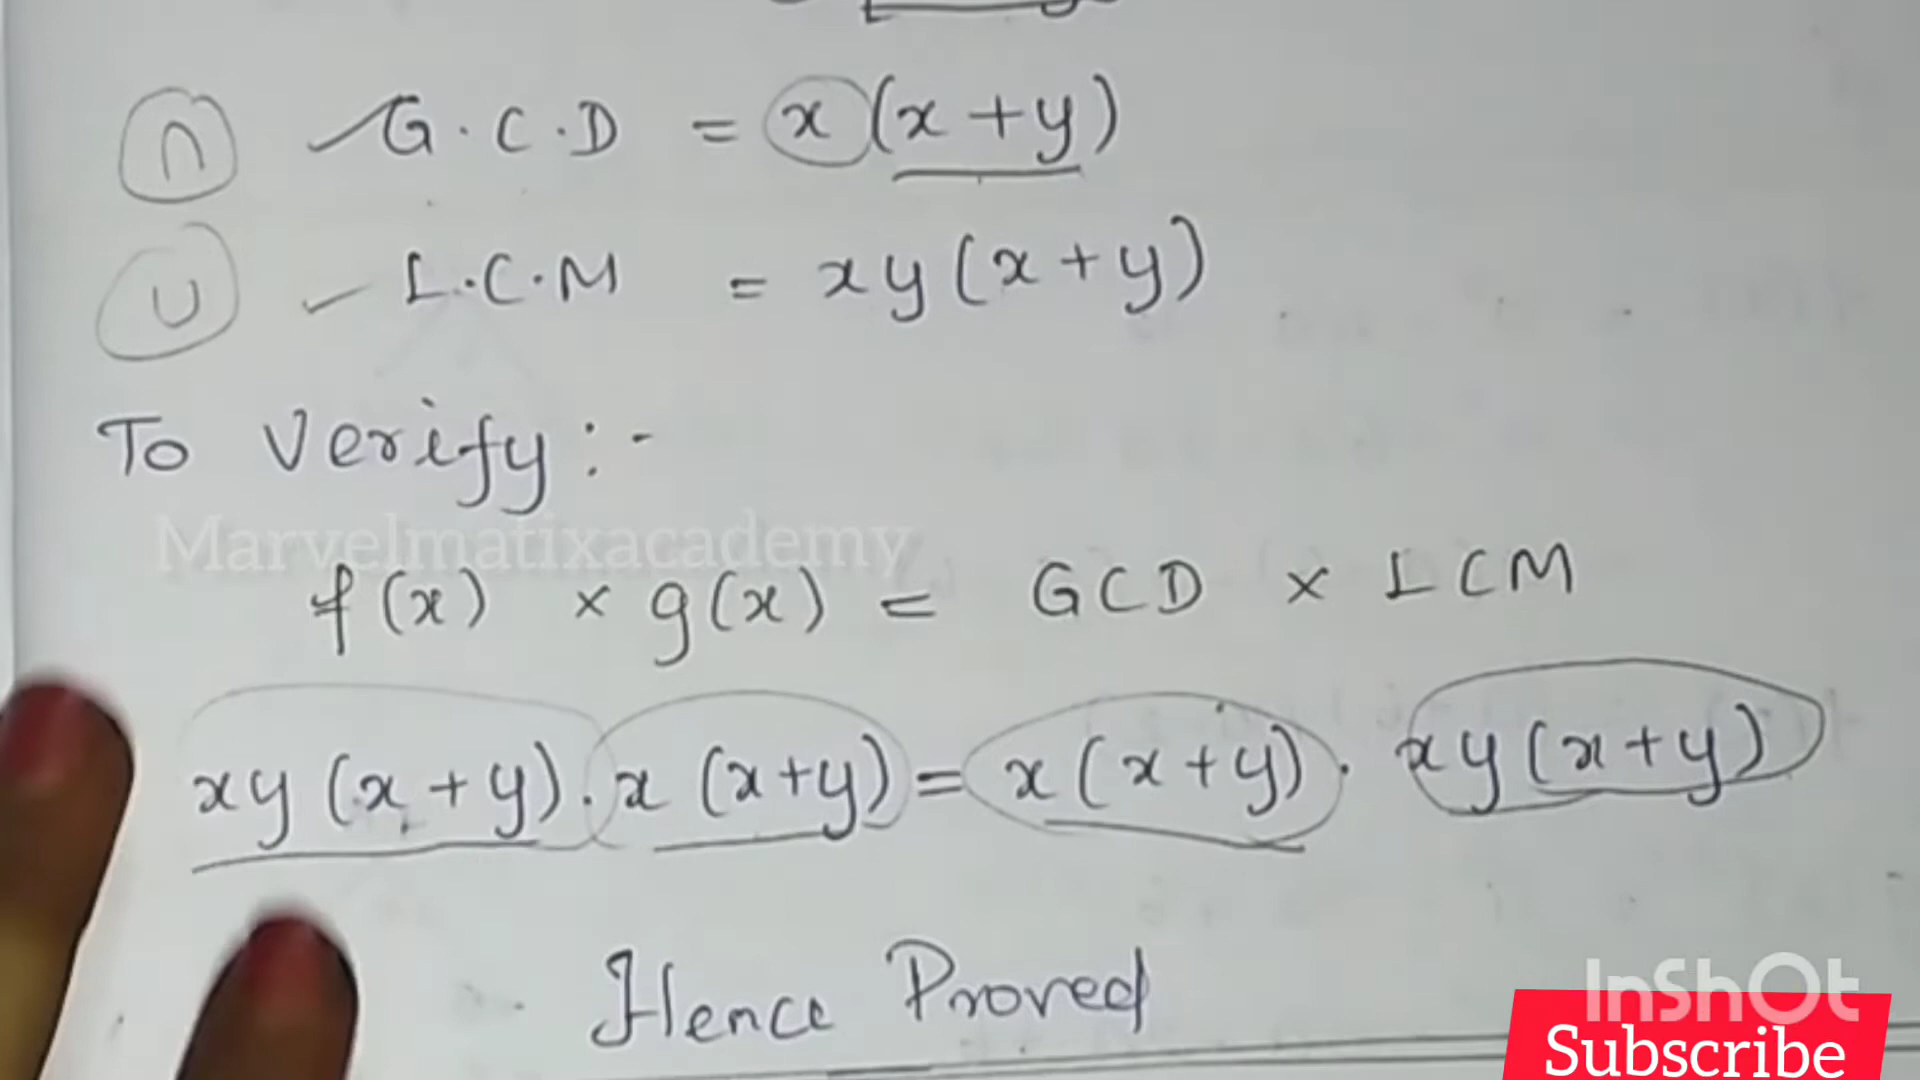 ∩ G.C.D = x(x+y)
∪ L.C.M = xy(x+y)
To Verify:-
Marvelmatixacademy
f(x) × g(x) = GCD × LCM
xy(x+y).x(x+y) = x(x+y).xy(x+y)
Hence Proved
InShOt
Subscribe